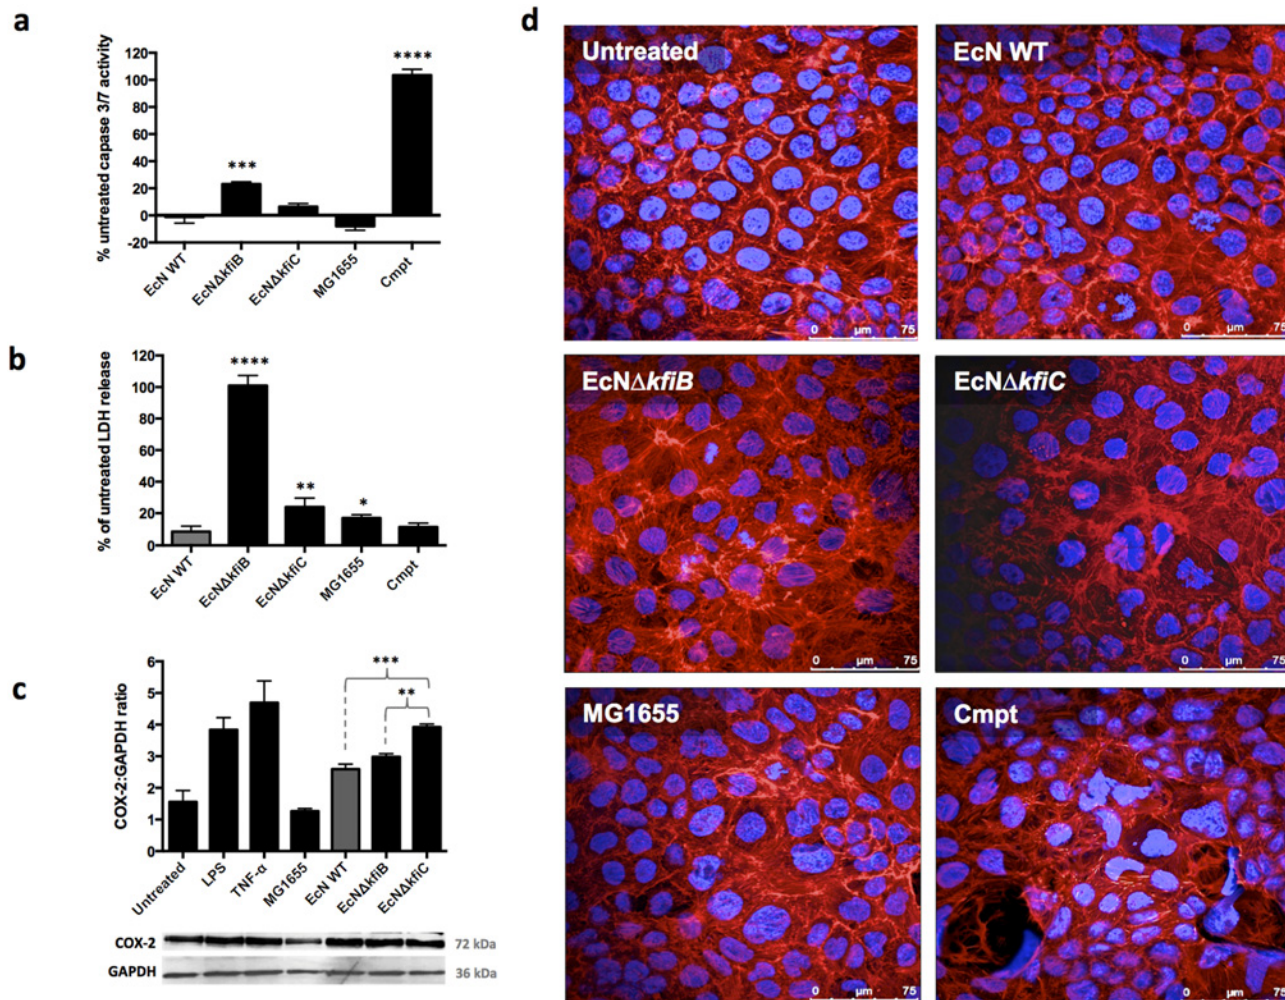 a
% untreated capase 3/7 activity
120
100
80
60
40
20
0
-20
***
****
EcN WT
EcNΔkfiB
EcNΔkfiC
MG1655
Cmpt
b
% of untreated LDH release
120
100
80
60
40
20
0
****
**
*
EcN WT
EcNΔkfiB
EcNΔkfiC
MG1655
Cmpt
c
COX-2:GAPDH ratio
6
5
4
3
2
1
0
***
**
Untreated
LPS
TNF-α
MG1655
EcN WT
EcNΔkfiB
EcNΔkfiC
COX-2 72 kDa
GAPDH 36 kDa
d
Untreated
0 µm 75
EcN WT
0 µm 75
EcNΔkfiB
0 µm 75
EcNΔkfiC
0 µm 75
MG1655
0 µm 75
Cmpt
0 µm 75